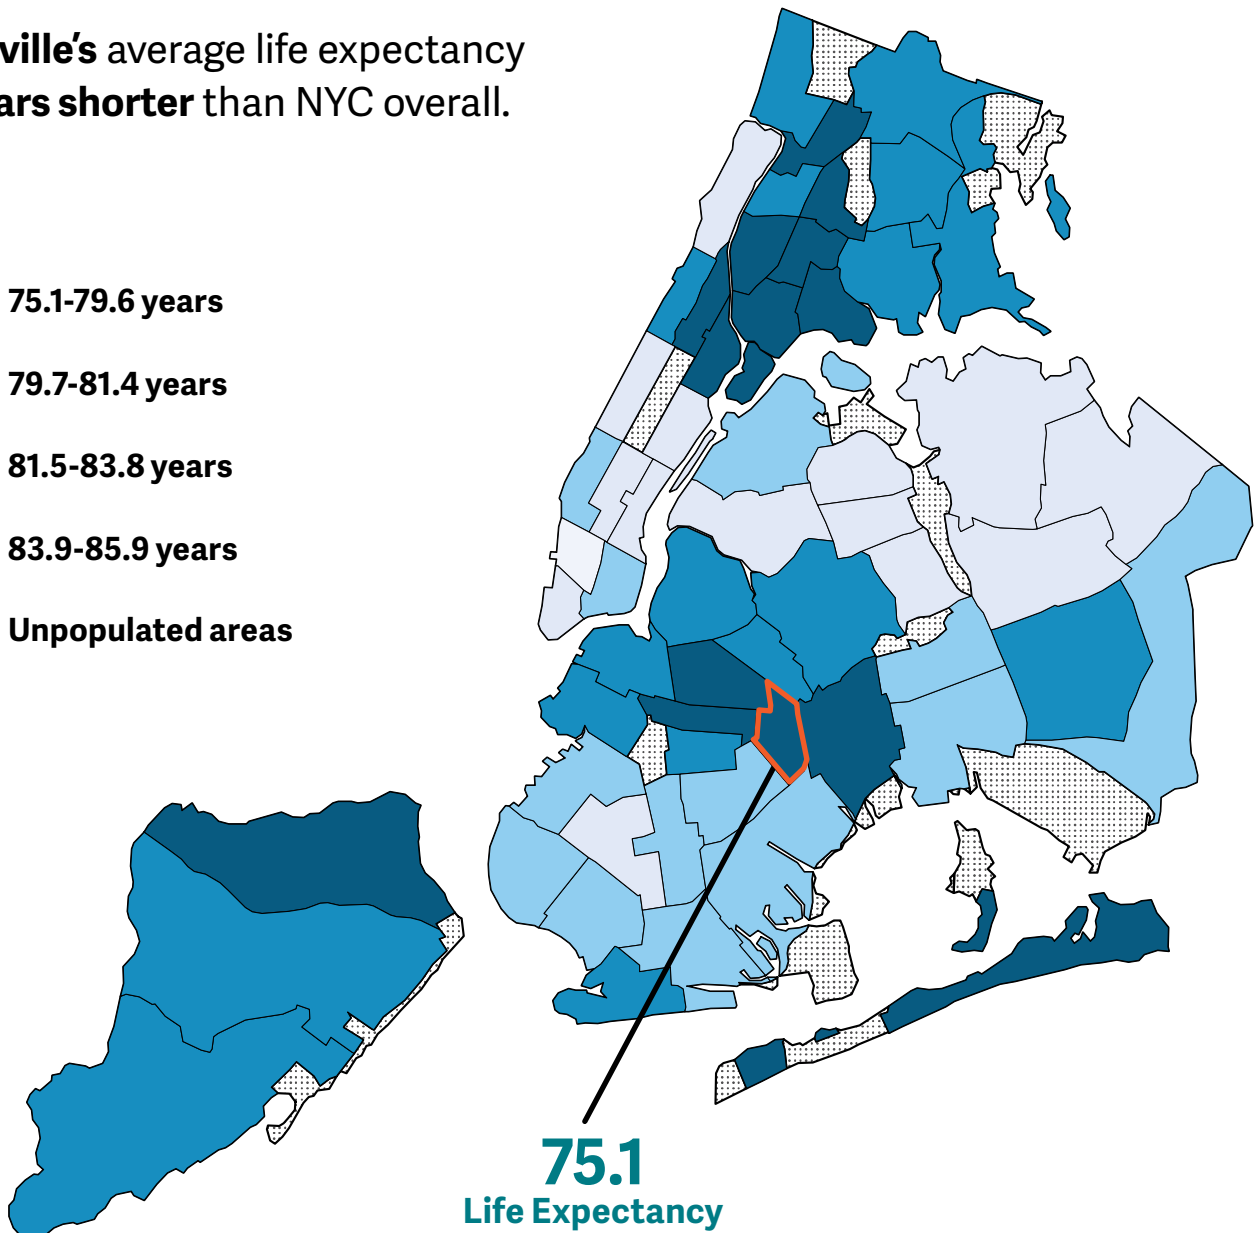 ville's average life expectancy
ars shorter than NYC overall.
75.1-79.6 years
79.7-81.4 years
81.5-83.8 years
83.9-85.9 years
Unpopulated areas
75.1
Life Expectancy